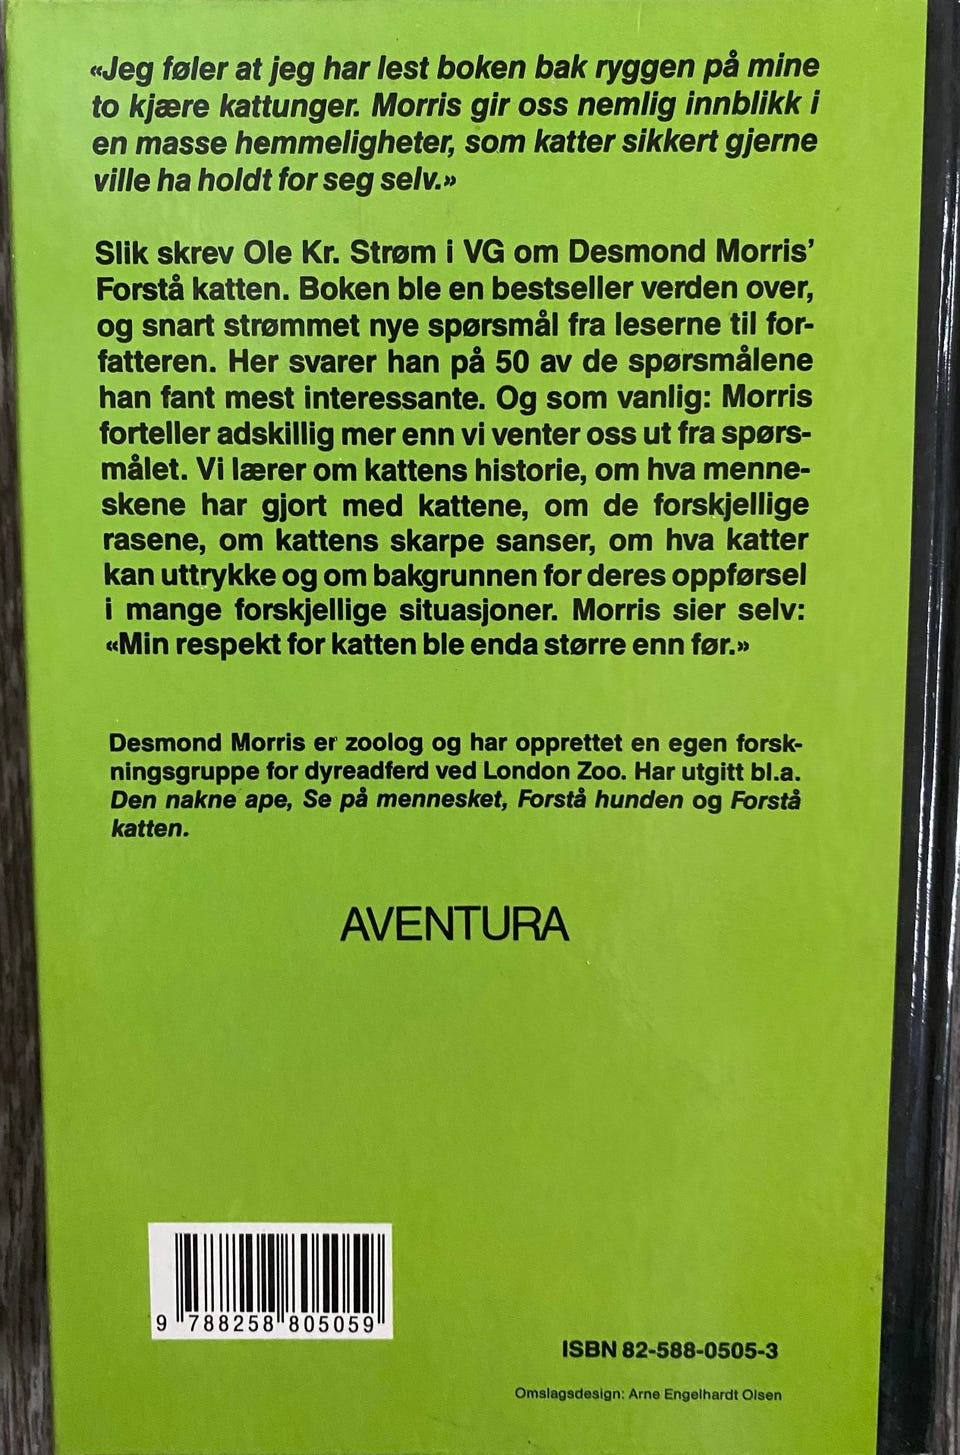 «Jeg føler at jeg har lest boken bak ryggen på mine
to kjære kattunger. Morris gir oss nemlig innblikk i
en masse hemmeligheter, som katter sikkert gjerne
ville ha holdt for seg selv.»
Slik skrev Ole Kr. Strøm i VG om Desmond Morris'
Forstå katten. Boken ble en bestseller verden over,
og snart strømmet nye spørsmål fra leserne til for-
fatteren. Her svarer han på 50 av de spørsmålene
han fant mest interessante. Og som vanlig: Morris
forteller adskillig mer enn vi venter oss ut fra spørs-
målet. Vi lærer om kattens historie, om hva menne-
skene har gjort med kattene, om de forskjellige
rasene, om kattens skarpe sanser, om hva katter
kan uttrykke og om bakgrunnen for deres oppførsel
i mange forskjellige situasjoner. Morris sier selv:
«Min respekt for katten ble enda større enn før.»
Desmond Morris er zoolog og har opprettet en egen forsk-
ningsgruppe for dyreadferd ved London Zoo. Har utgitt bl.a.
Den nakne ape, Se på mennesket, Forstå hunden og Forstå
katten.
AVENTURA
9 788258 805059
ISBN 82-588-0505-3
Omslagsdesign: Arne Engelhardt Olsen